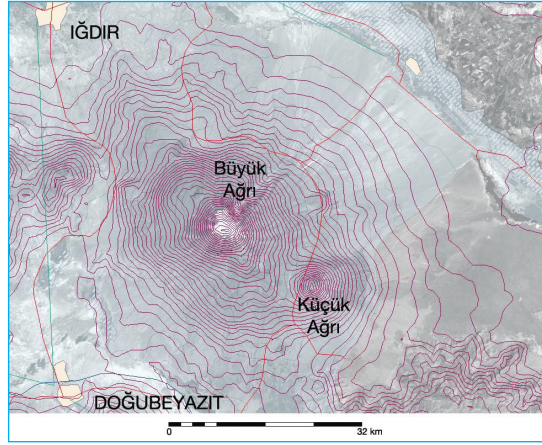 IĞDIR
Büyük
Ağrı
Küçük
Ağrı
DOĞUBEYAZIT
0
32 km